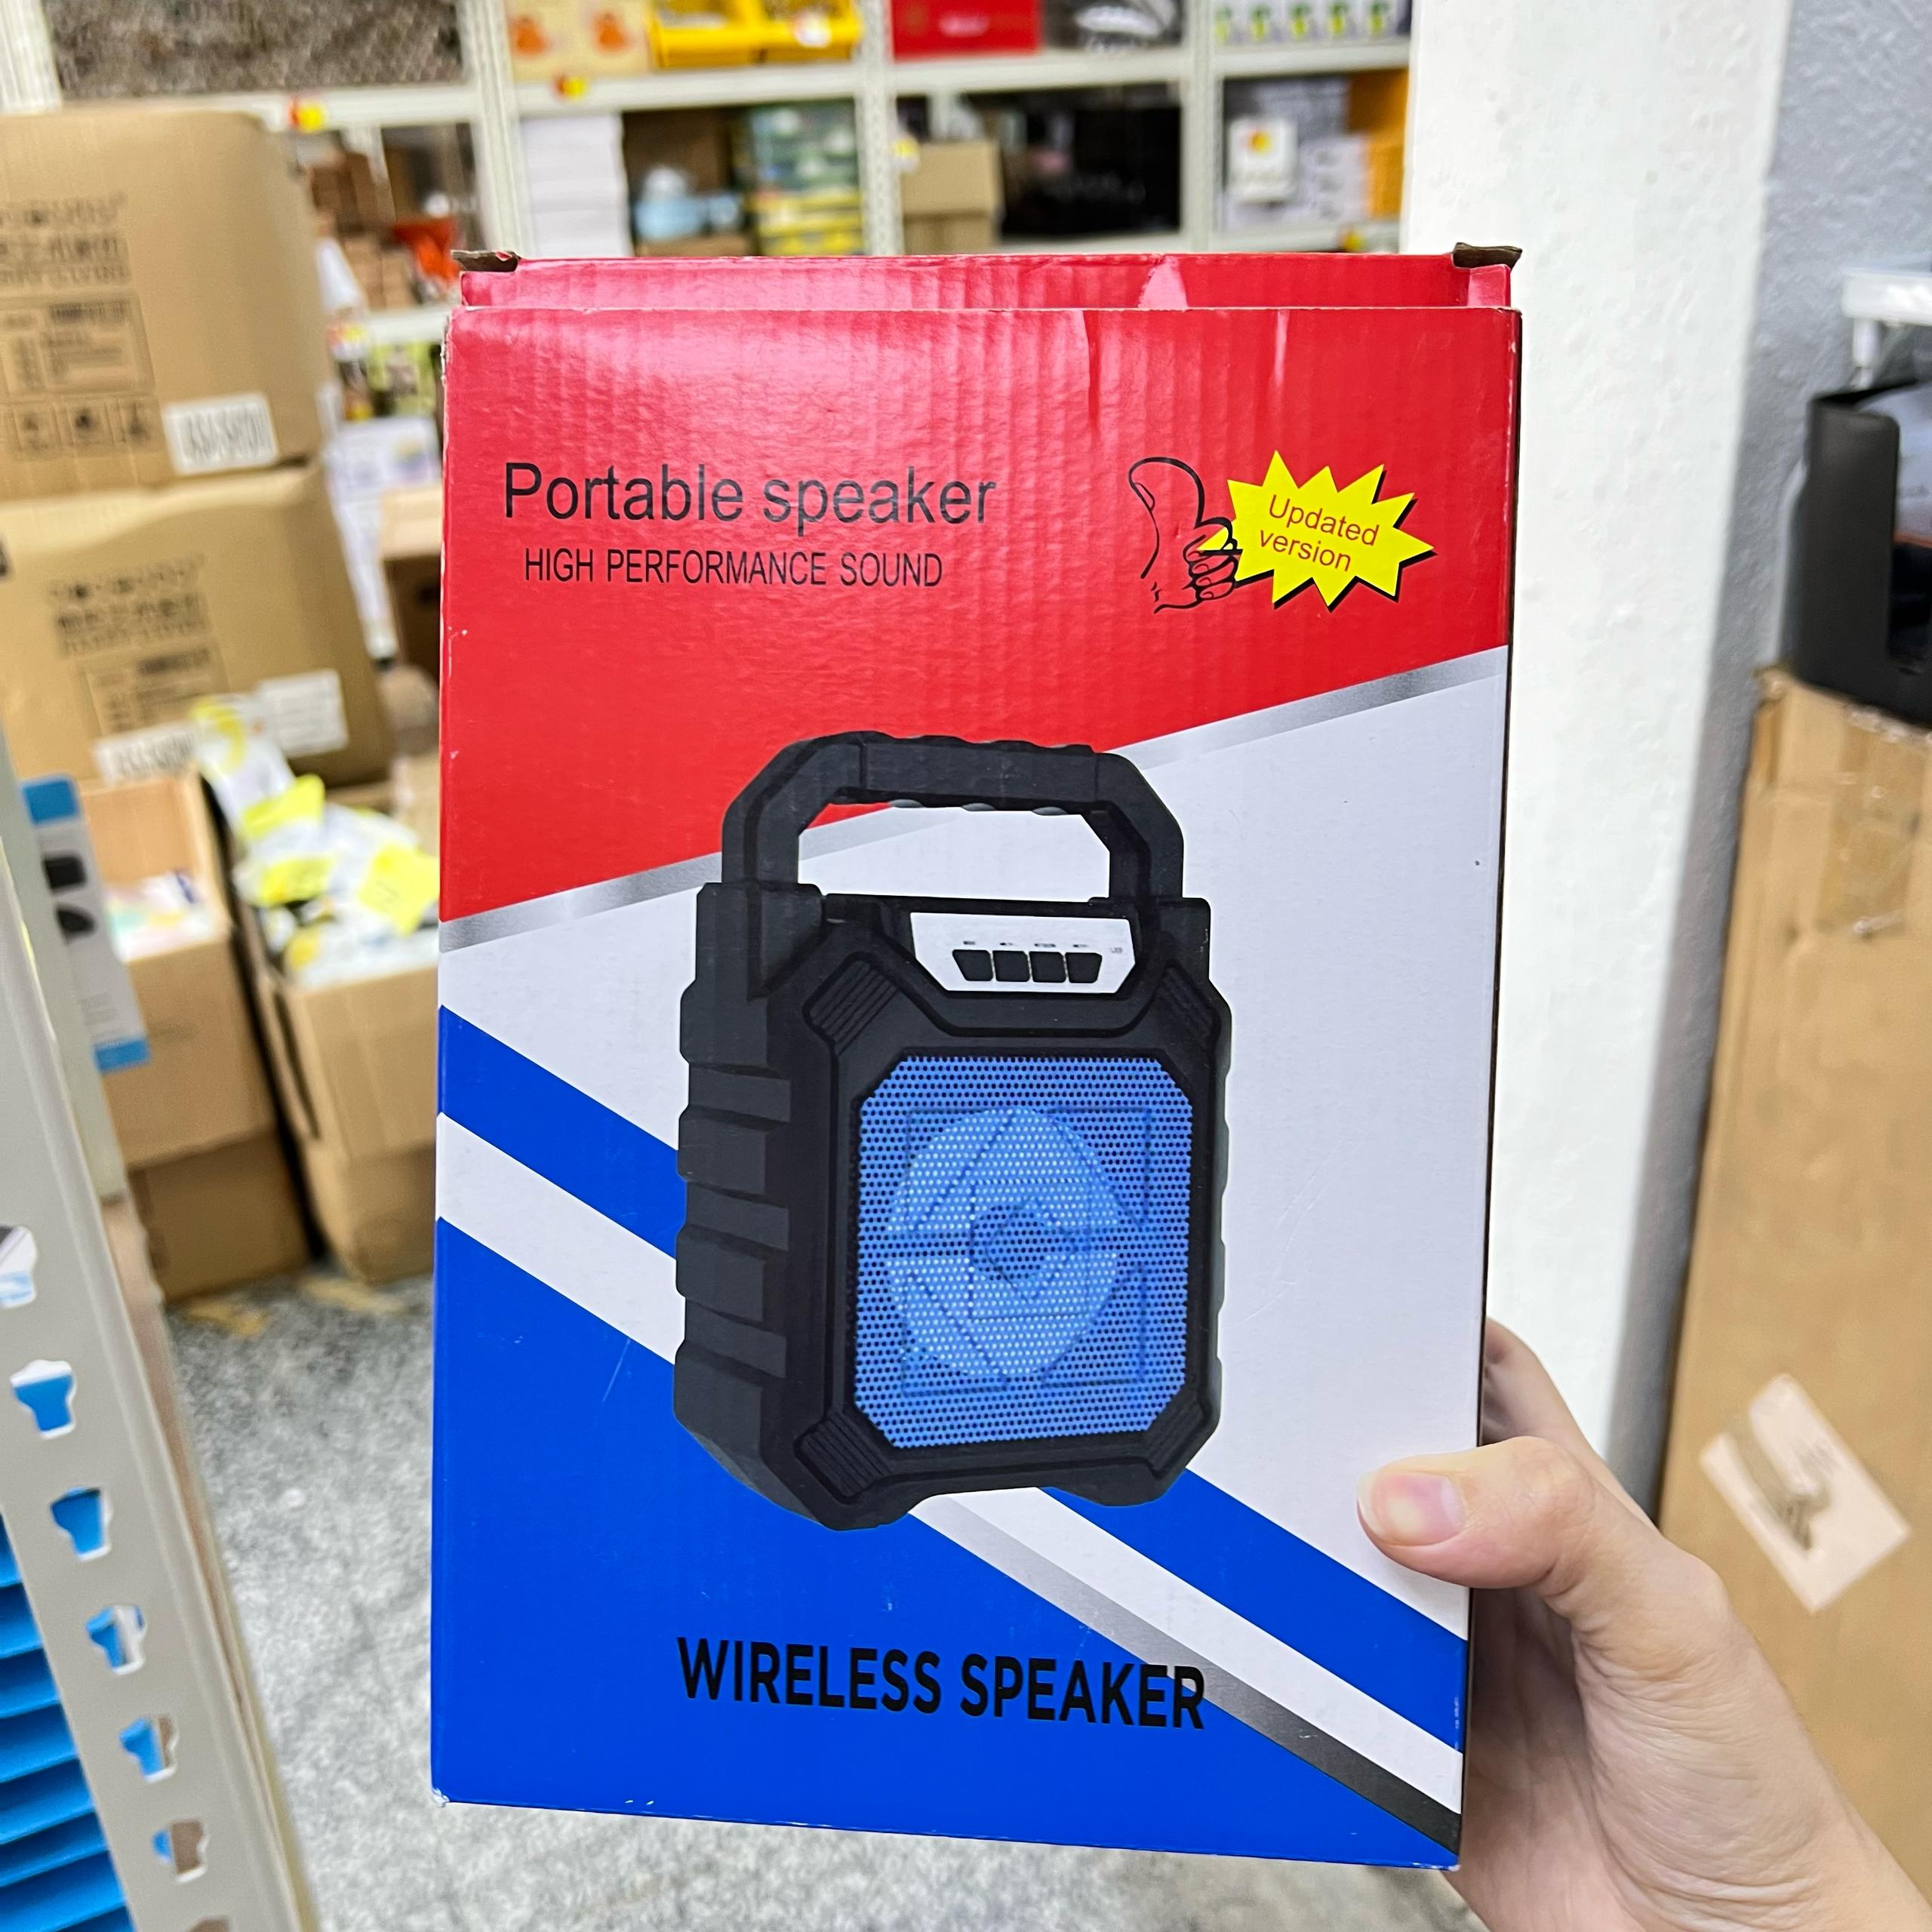 Portable speaker
HIGH PERFORMANCE SOUND
Updated
version
WIRELESS SPEAKER